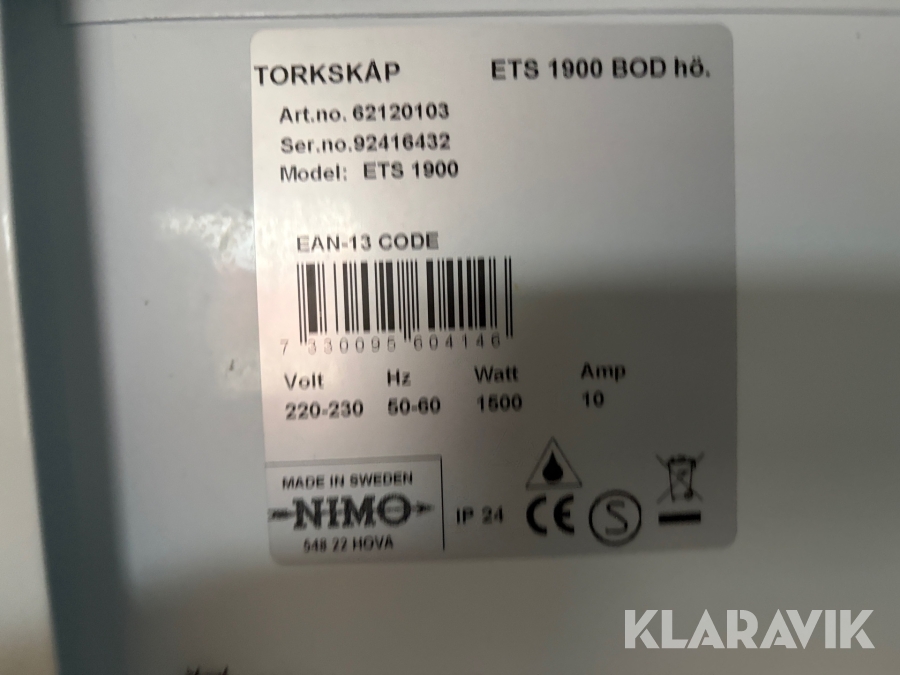 TORKSKÅP ETS 1900 BOD hö.
Art.no. 62120103
Ser.no.92416432
Model: ETS 1900
EAN-13 CODE
7 330095 604146
Volt Hz Watt Amp
220-230 50-60 1500 10
MADE IN SWEDEN
NIMO
548 22 HOVA
IP 24
CE
S
KLARAVIK